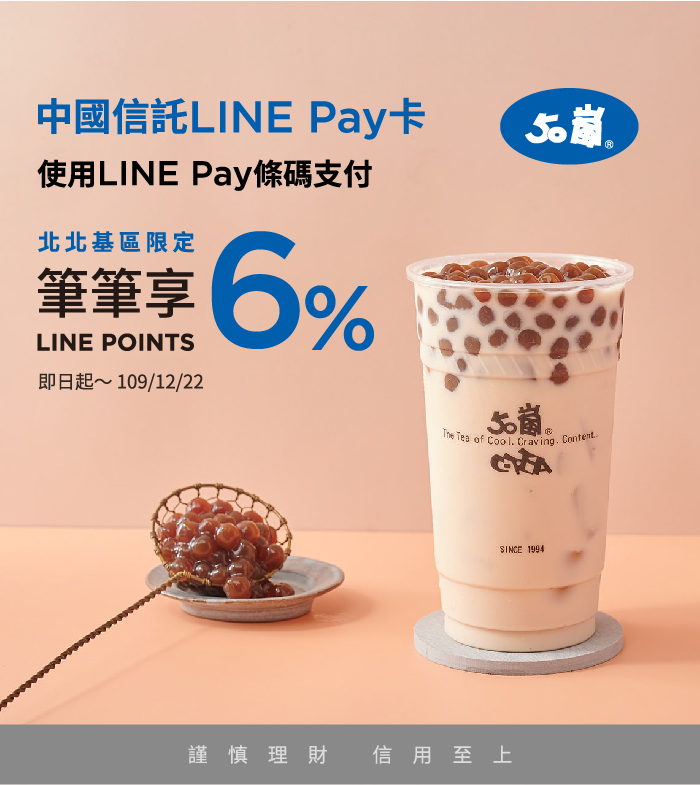 中國信託LINE Pay卡
50嵐®
使用LINE Pay條碼支付
北北基區限定
筆筆享6%
LINE POINTS
即日起～109/12/22
50嵐®
The Tea of Cool. Craving. Content..
SINCE 1994
謹慎理財 信用至上